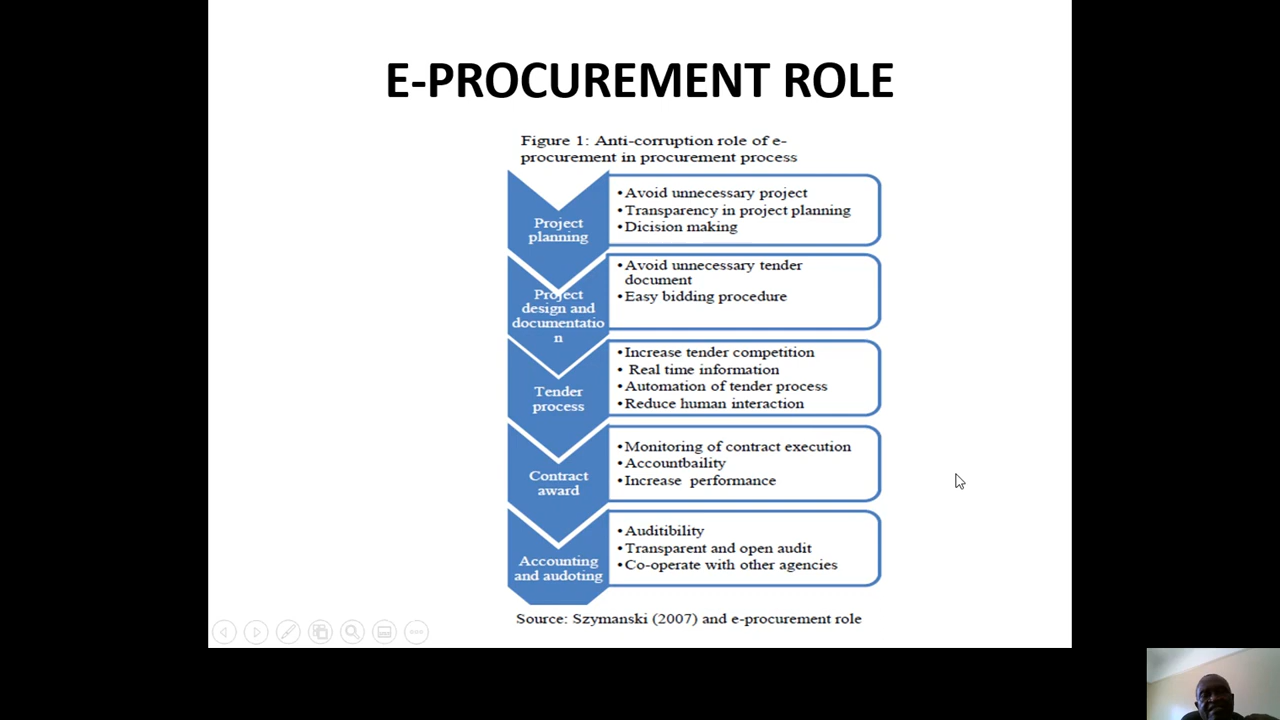 E-PROCUREMENT ROLE
Figure 1: Anti-corruption role of e-
procurement in procurement process
Project
planning
•Avoid unnecessary project
•Transparency in project planning
•Dicision making
Project
design and
documentatio
n
•Avoid unnecessary tender
document
•Easy bidding procedure
Tender
process
•Increase tender competition
• Real time information
•Automation of tender process
•Reduce human interaction
Contract
award
•Monitoring of contract execution
•Accountbaility
•Increase performance
Accounting
and audoting
•Auditibility
•Transparent and open audit
•Co-operate with other agencies
Source: Szymanski (2007) and e-procurement role